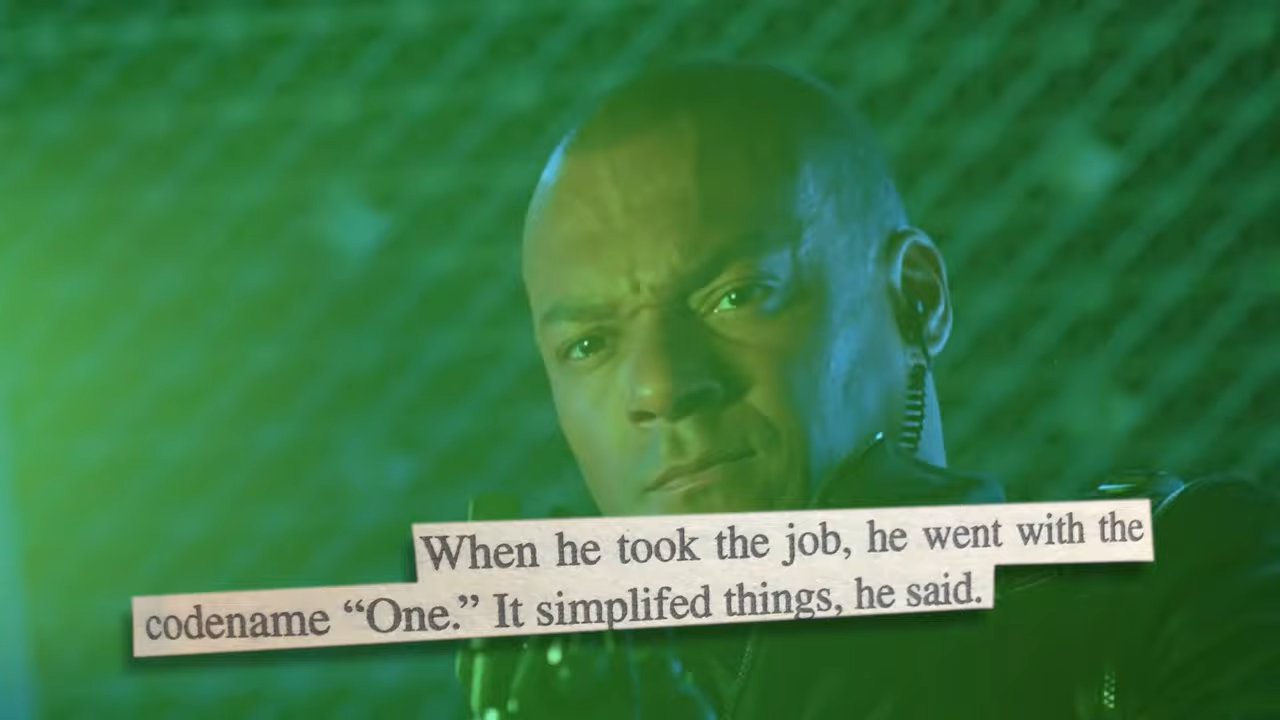 When he took the job, he went with the
codename “One.” It simplifed things, he said.